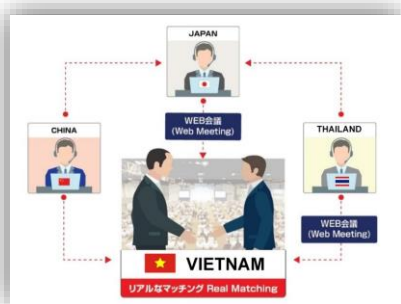 JAPAN
WEB会議
(Web Meeting)
CHINA
THAILAND
WEB会議
(Web Meeting)
VIETNAM
リアルなマッチング Real Matching